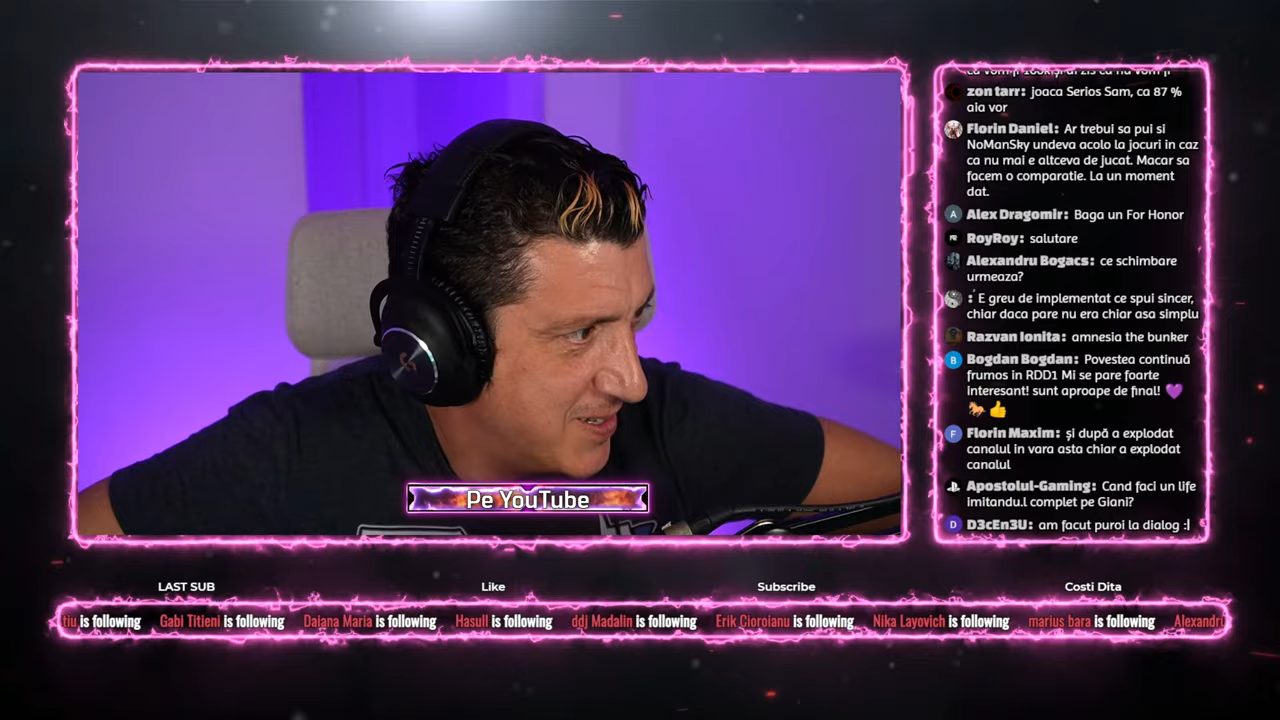 zon tarr: joaca Serios Sam, ca 87 %
aia vor
Florin Daniel: Ar trebui sa pui si
NoManSky undeva acolo la jocuri in caz
ca nu mai e altceva de jucat. Macar sa
facem o comparatie. La un moment
dat.
Alex Dragomir: Baga un For Honor
RoyRoy: salutare
Alexandru Bogacs: ce schimbare
urmeaza?
: E greu de implementat ce spui sincer,
chiar daca pare nu era chiar asa simplu
Razvan Ionita: amnesia the bunker
Bogdan Bogdan: Povestea continuă
frumos in RDD1 Mi se pare foarte
interesant! sunt aproape de final! 💜
🐎👍
Florin Maxim: și după a explodat
canalul in vara asta chiar a explodat
canalul
Apostolul-Gaming: Cand faci un life
imitandu.l complet pe Giani?
D3cEn3U: am facut puroi la dialog :|
Pe YouTube
LAST SUB Like Subscribe Costi Dita
tiu is following Gabi Titieni is following Daiana Maria is following Hasull is following ddj Madalin is following Erik Cioroianu is following Nika Layovich is following marius bara is following Alexandru